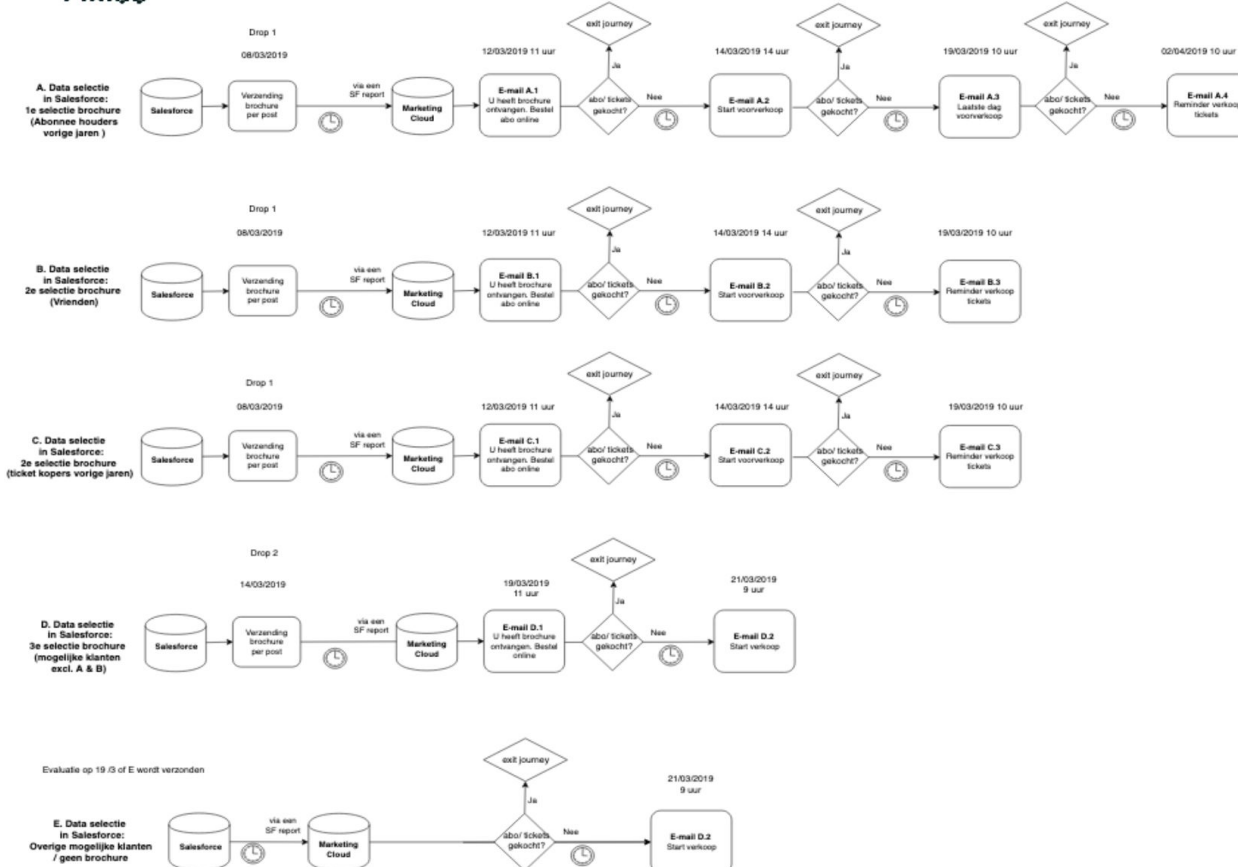 exit journey
exit journey
exit journey
Drop 1
08/03/2019
12/03/2019 11 uur
14/03/2019 14 uur
19/03/2019 10 uur
02/04/2019 10 uur
Ja
Ja
Ja
A. Data selectie
in Salesforce:
1e selectie brochure
(Abonnee houders
vorige jaren )
Salesforce
Verzending
brochure
per post
via een
SF report
Marketing
Cloud
E-mail A.1
U heeft brochure
ontvangen. Bestel
abo online
abo/ tickets
gekocht?
Nee
E-mail A.2
Start voorverkoop
abo/ tickets
gekocht?
Nee
E-mail A.3
Laatste dag
voorverkoop
abo/ tickets
gekocht?
Nee
E-mail A.4
Reminder verkoop
tickets
exit journey
exit journey
Drop 1
08/03/2019
12/03/2019 11 uur
14/03/2019 14 uur
19/03/2019 10 uur
Ja
Ja
B. Data selectie
in Salesforce:
2e selectie brochure
(Vrienden)
Salesforce
Verzending
brochure
per post
via een
SF report
Marketing
Cloud
E-mail B.1
U heeft brochure
ontvangen. Bestel
abo online
abo/ tickets
gekocht?
Nee
E-mail B.2
Start voorverkoop
abo/ tickets
gekocht?
Nee
E-mail B.3
Reminder verkoop
tickets
exit journey
exit journey
Drop 1
08/03/2019
12/03/2019 11 uur
14/03/2019 14 uur
19/03/2019 10 uur
Ja
Ja
C. Data selectie
in Salesforce:
2e selectie brochure
(ticket kopers vorige jaren)
Salesforce
Verzending
brochure
per post
via een
SF report
Marketing
Cloud
E-mail C.1
U heeft brochure
ontvangen. Bestel
abo online
abo/ tickets
gekocht?
Nee
E-mail C.2
Start voorverkoop
abo/ tickets
gekocht?
Nee
E-mail C.3
Reminder verkoop
tickets
exit journey
Drop 2
14/03/2019
19/03/2019
11 uur
21/03/2019
9 uur
Ja
D. Data selectie
in Salesforce:
3e selectie brochure
(mogelijke klanten
excl. A & B)
Salesforce
Verzending
brochure
per post
via een
SF report
Marketing
Cloud
E-mail D.1
U heeft brochure
ontvangen. Bestel
online
abo/ tickets
gekocht?
Nee
E-mail D.2
Start verkoop
exit journey
Evaluatie op 19 /3 of E wordt verzonden
21/03/2019
9 uur
Ja
E. Data selectie
in Salesforce:
Overige mogelijke klanten
/ geen brochure
Salesforce
via een
SF report
Marketing
Cloud
abo/ tickets
gekocht?
Nee
E-mail D.2
Start verkoop